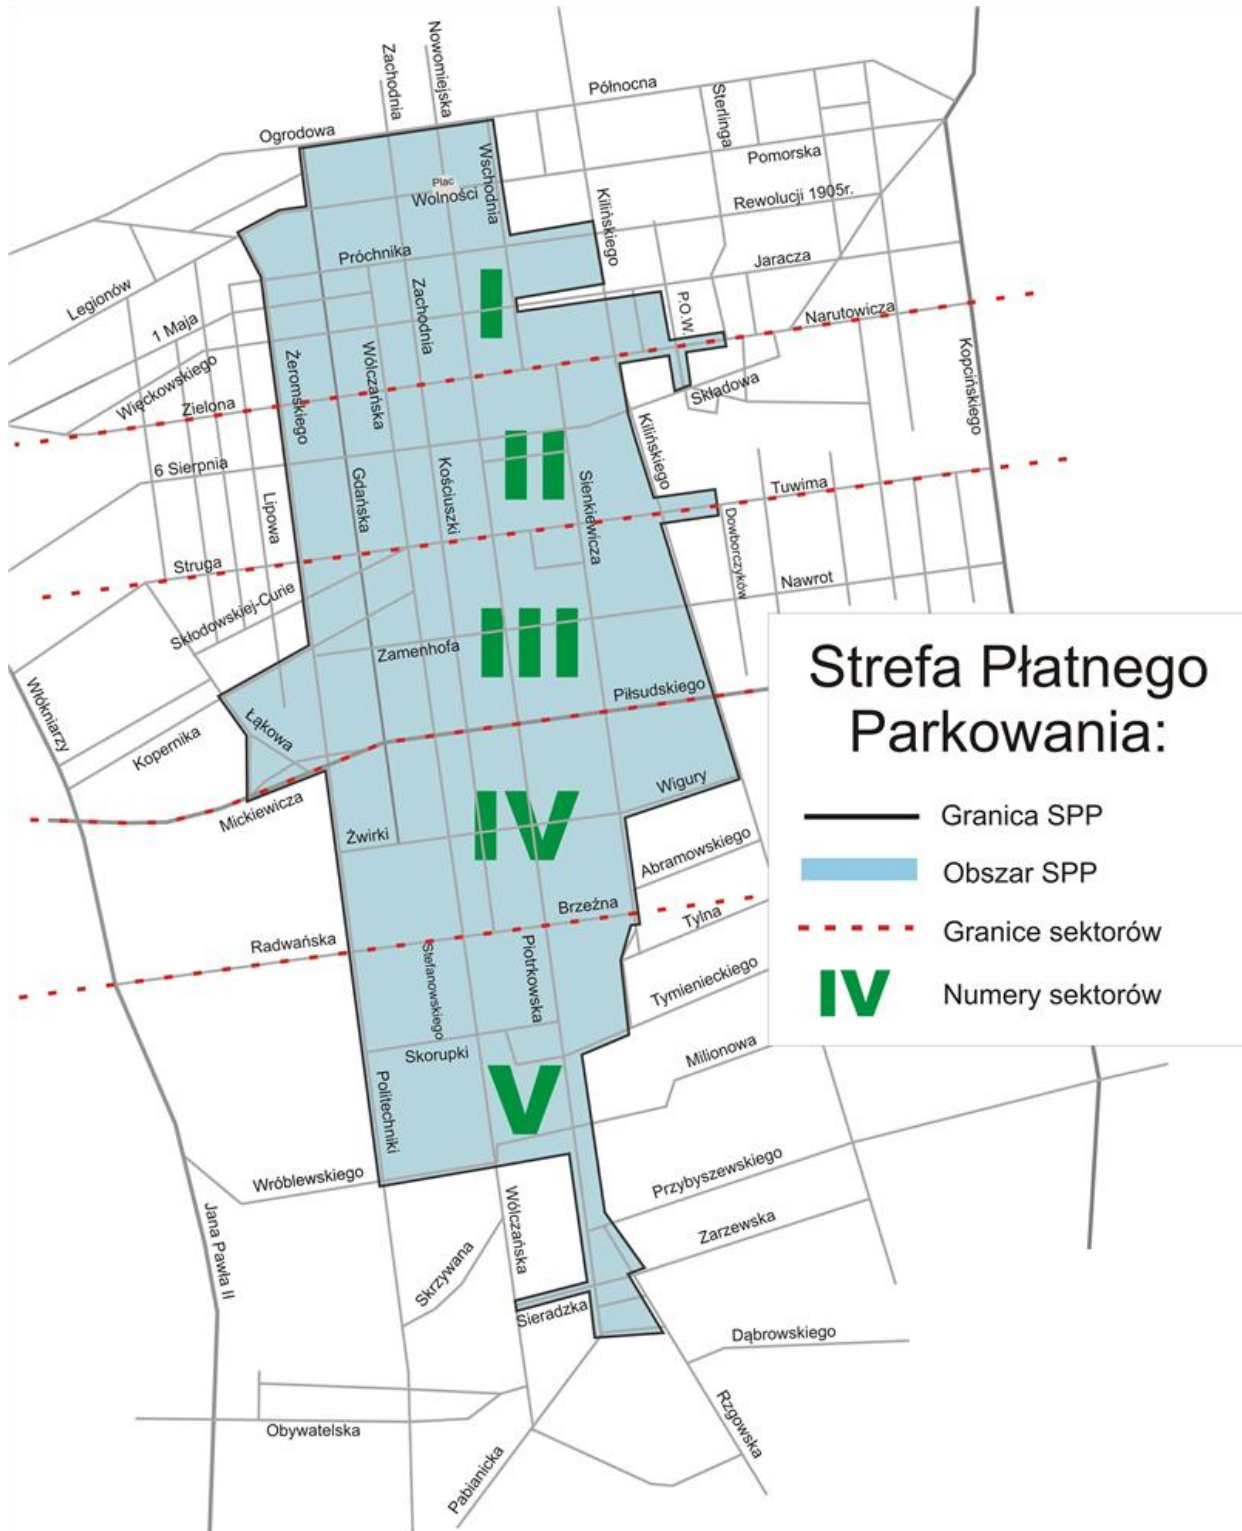 Zachodnia
Nowomiejska
Północna
Sterlinga
Ogrodowa
Wschodnia
Pomorska
Plac
Wolności
Kilińskiego
Rewolucji 1905r.
Próchnika
Jaracza
Legionów
I
Zachodnia
P.O.W.
Narutowicza
1 Maja
Kopcińskiego
Wólczańska
Żeromskiego
Więckowskiego
Składowa
Zielona
Kilińskiego
II
6 Sierpnia
Kościuszki
Gdańska
Sienkiewicza
Tuwima
Lipowa
Dowborczyków
Struga
Nawrot
Skłodowskiej-Curie
III
Zamenhofa
Piłsudskiego
Włókniarzy
Łąkowa
Kopernika
Wigury
IV
Mickiewicza
Żwirki
Abramowskiego
Brzeźna
Tylna
Radwańska
Stefanowskiego
Piotrkowska
Tymienieckiego
Skorupki
Milionowa
V
Politechniki
Wróblewskiego
Przybyszewskiego
Wólczańska
Zarzewska
Jana Pawła II
Skrzywana
Sieradzka
Dąbrowskiego
Rzgowska
Obywatelska
Pabianicka
Strefa Płatnego
Parkowania:
Granica SPP
Obszar SPP
Granice sektorów
IV Numery sektorów